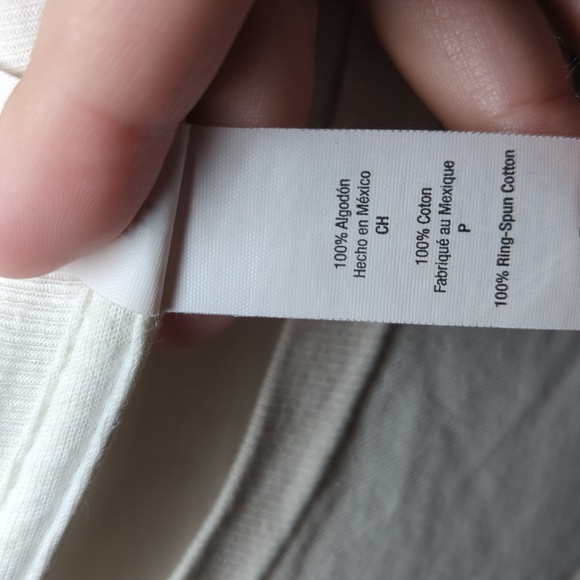 100% Algodón
Hecho en México
CH
100% Coton
Fabriqué au Mexique
P
100% Ring-Spun Cotton